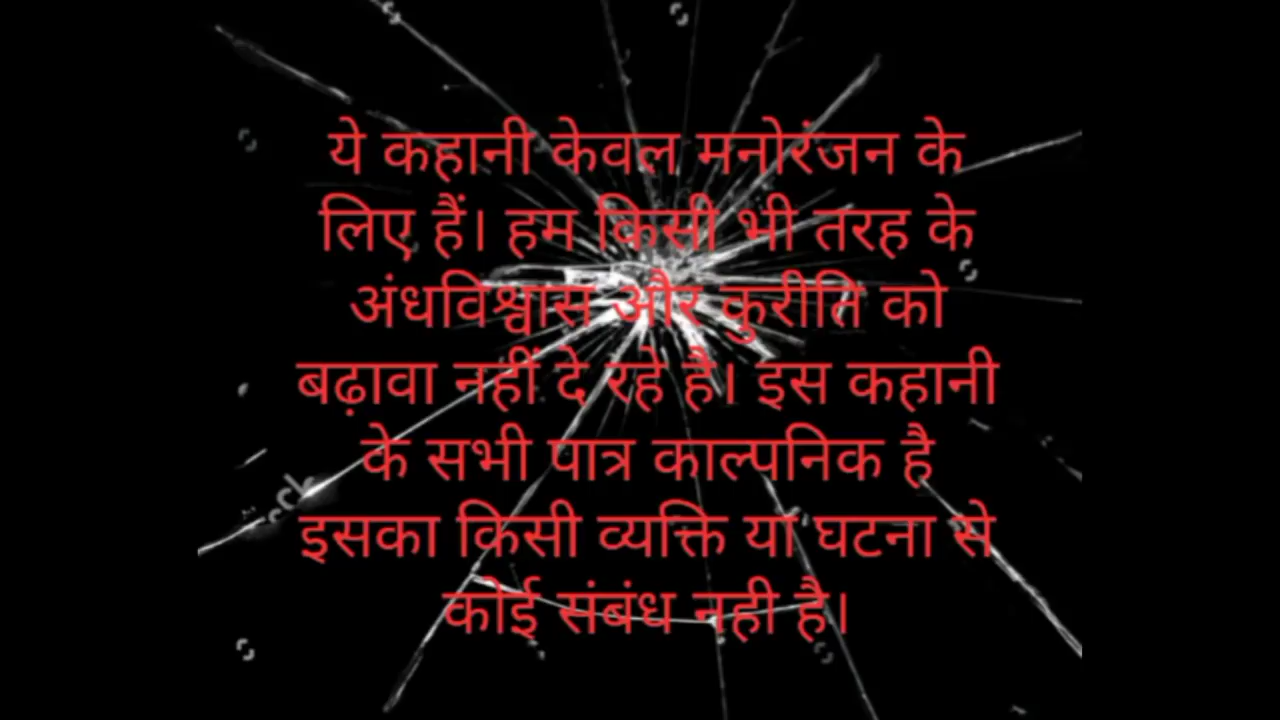 ये कहानी केवल मनोरंजन के
लिए हैं। हम किसी भी तरह के
अंधविश्वास और कुरीति को
बढ़ावा नहीं दे रहे है। इस कहानी
के सभी पात्र काल्पनिक है
इसका किसी व्यक्ति या घटना से
कोई संबंध नही है।